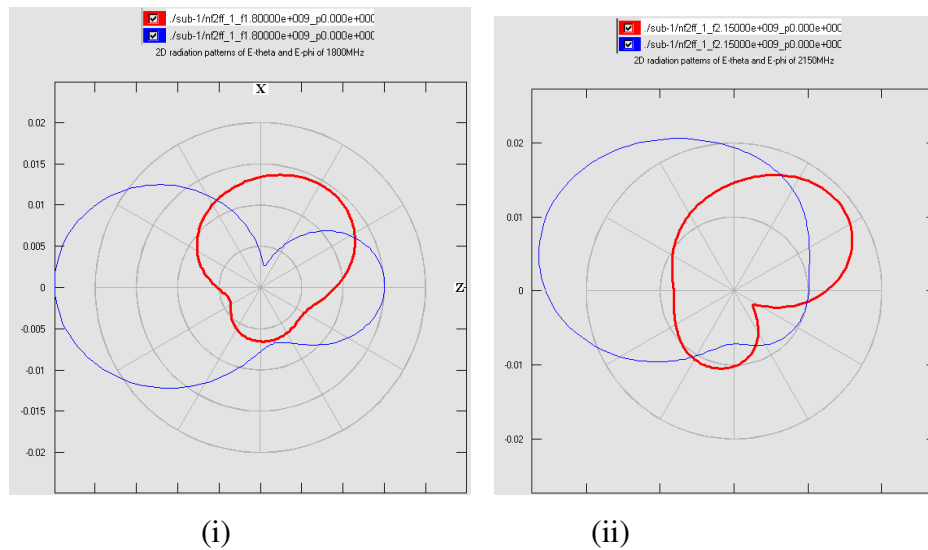 ./sub-1/nf2ff_1_f1.80000e+009_p0.000e+000
./sub-1/nf2ff_1_f1.80000e+009_p0.000e+000
2D radiation patterns of E-theta and E-phi of 1800MHz
X
0.02
0.015
0.01
0.005
0
Z
-0.005
-0.01
-0.015
-0.02
(i)
./sub-1/nf2ff_1_f2.15000e+009_p0.000e+000
./sub-1/nf2ff_1_f2.15000e+009_p0.000e+000
2D radiation patterns of E-theta and E-phi of 2150MHz
0.02
0.01
0
-0.01
-0.02
(ii)